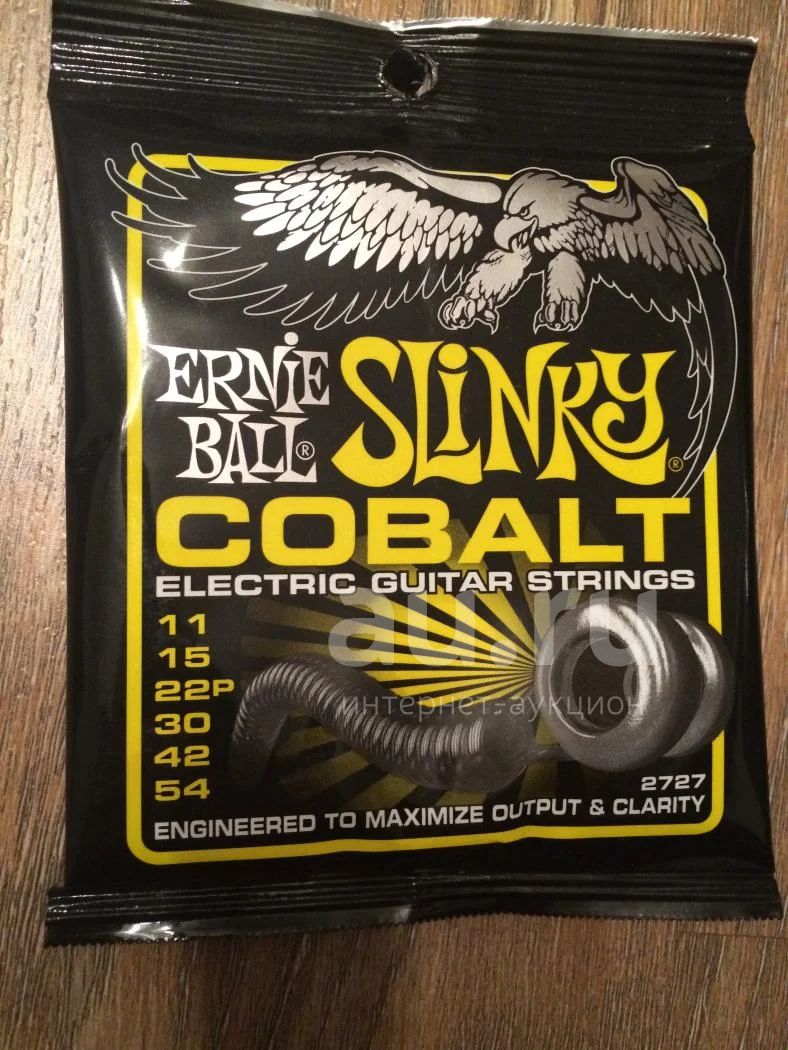 ERNIE BALL® SLINKY®
COBALT
ELECTRIC GUITAR STRINGS
11
15
22P
30
42
54
au.ru
интернет-аукцион
2727
ENGINEERED TO MAXIMIZE OUTPUT & CLARITY